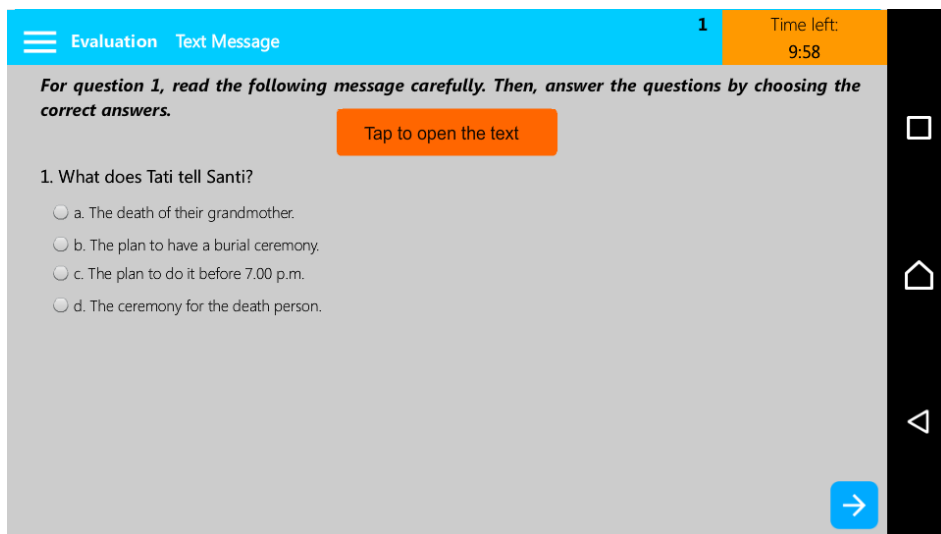 Evaluation Text Message
1
Time left:
9:58
For question 1, read the following message carefully. Then, answer the questions by choosing the
correct answers.
Tap to open the text
1. What does Tati tell Santi?
a. The death of their grandmother.
b. The plan to have a burial ceremony.
c. The plan to do it before 7.00 p.m.
d. The ceremony for the death person.